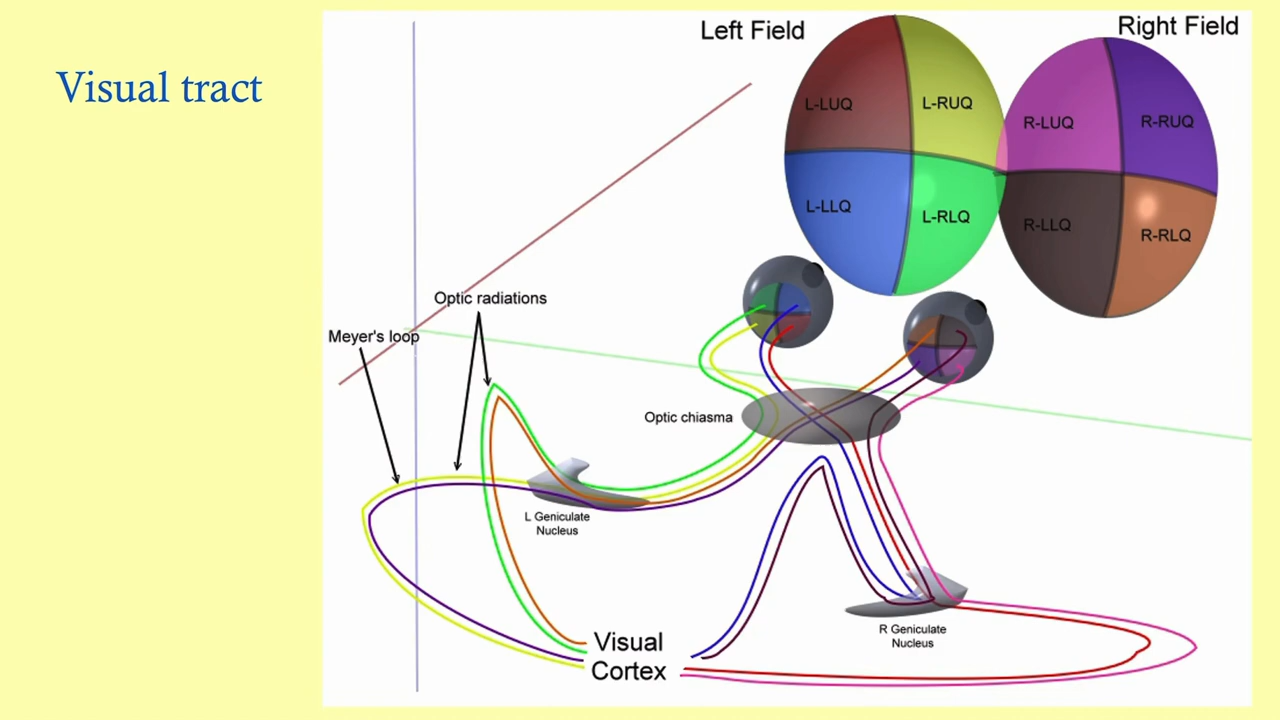 Visual tract
Left Field
Right Field
L-LUQ
L-RUQ
R-LUQ
R-RUQ
L-LLQ
L-RLQ
R-LLQ
R-RLQ
Optic radiations
Meyer's loop
Optic chiasma
L Geniculate
Nucleus
R Geniculate
Nucleus
Visual
Cortex